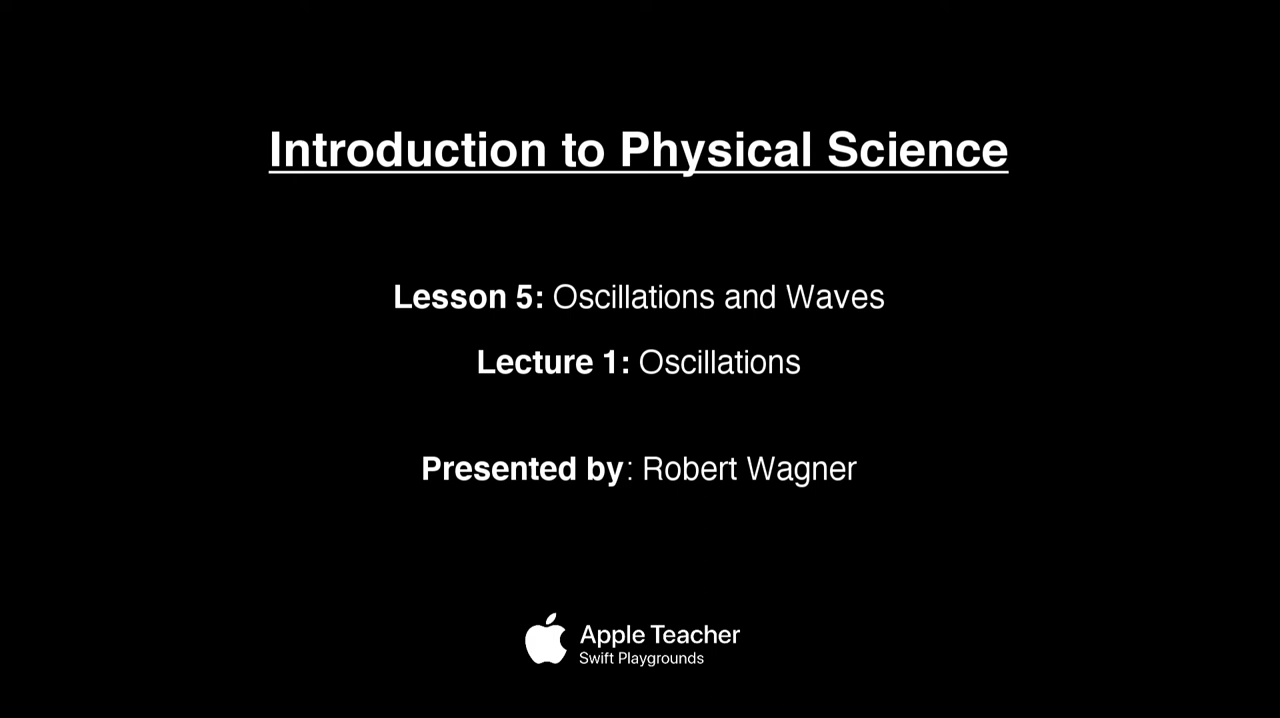 Introduction to Physical Science
Lesson 5: Oscillations and Waves
Lecture 1: Oscillations
Presented by: Robert Wagner
Apple Teacher
Swift Playgrounds